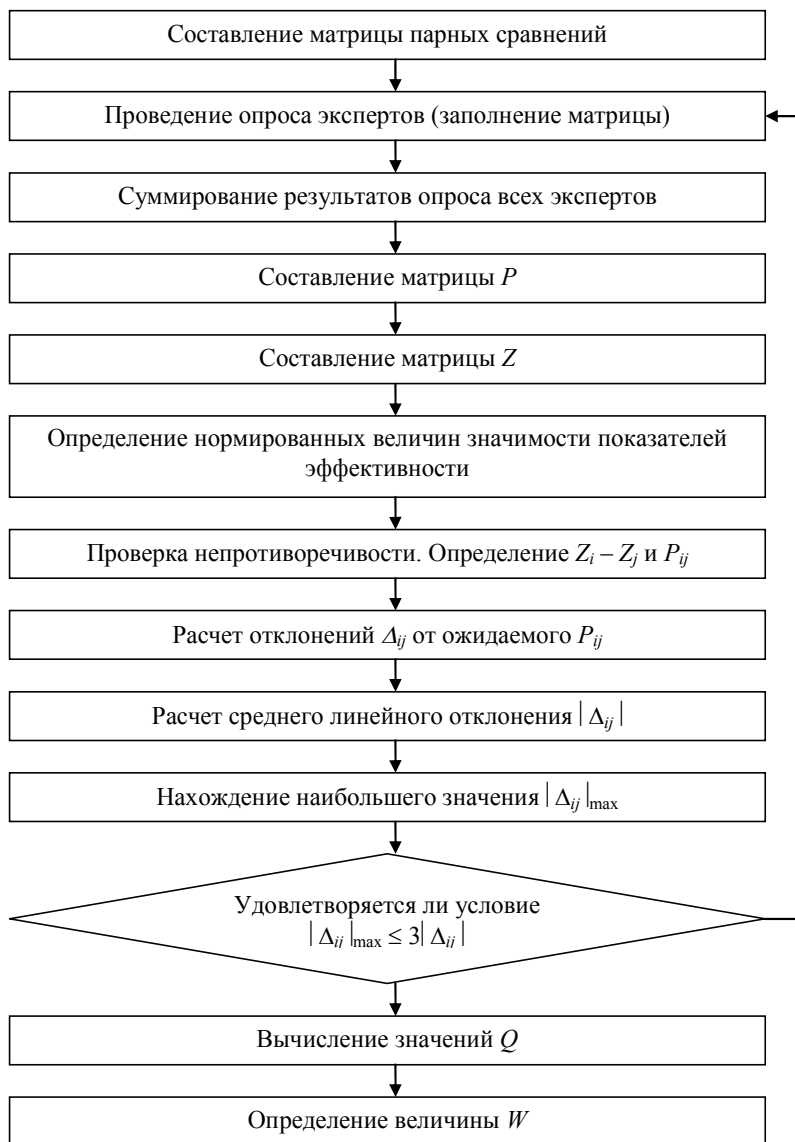 Составление матрицы парных сравнений
Проведение опроса экспертов (заполнение матрицы)
Суммирование результатов опроса всех экспертов
Составление матрицы P
Составление матрицы Z
Определение нормированных величин значимости показателей
эффективности
Проверка непротиворечивости. Определение Zi – Zj и Pij
Расчет отклонений Δij от ожидаемого Pij
Расчет среднего линейного отклонения |Δij|
Нахождение наибольшего значения |Δij|max
Удовлетворяется ли условие
|Δij|max ≤ 3|Δij|
Вычисление значений Q
Определение величины W